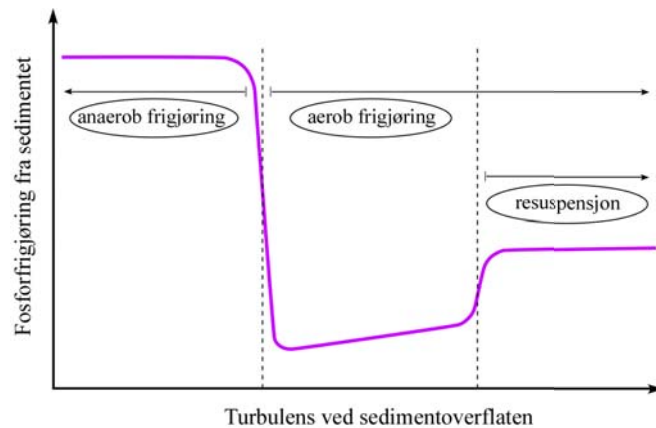 Fosforfrigjøring fra sedimentet
anaerob frigjøring
aerob frigjøring
resuspensjon
Turbulens ved sedimentoverflaten